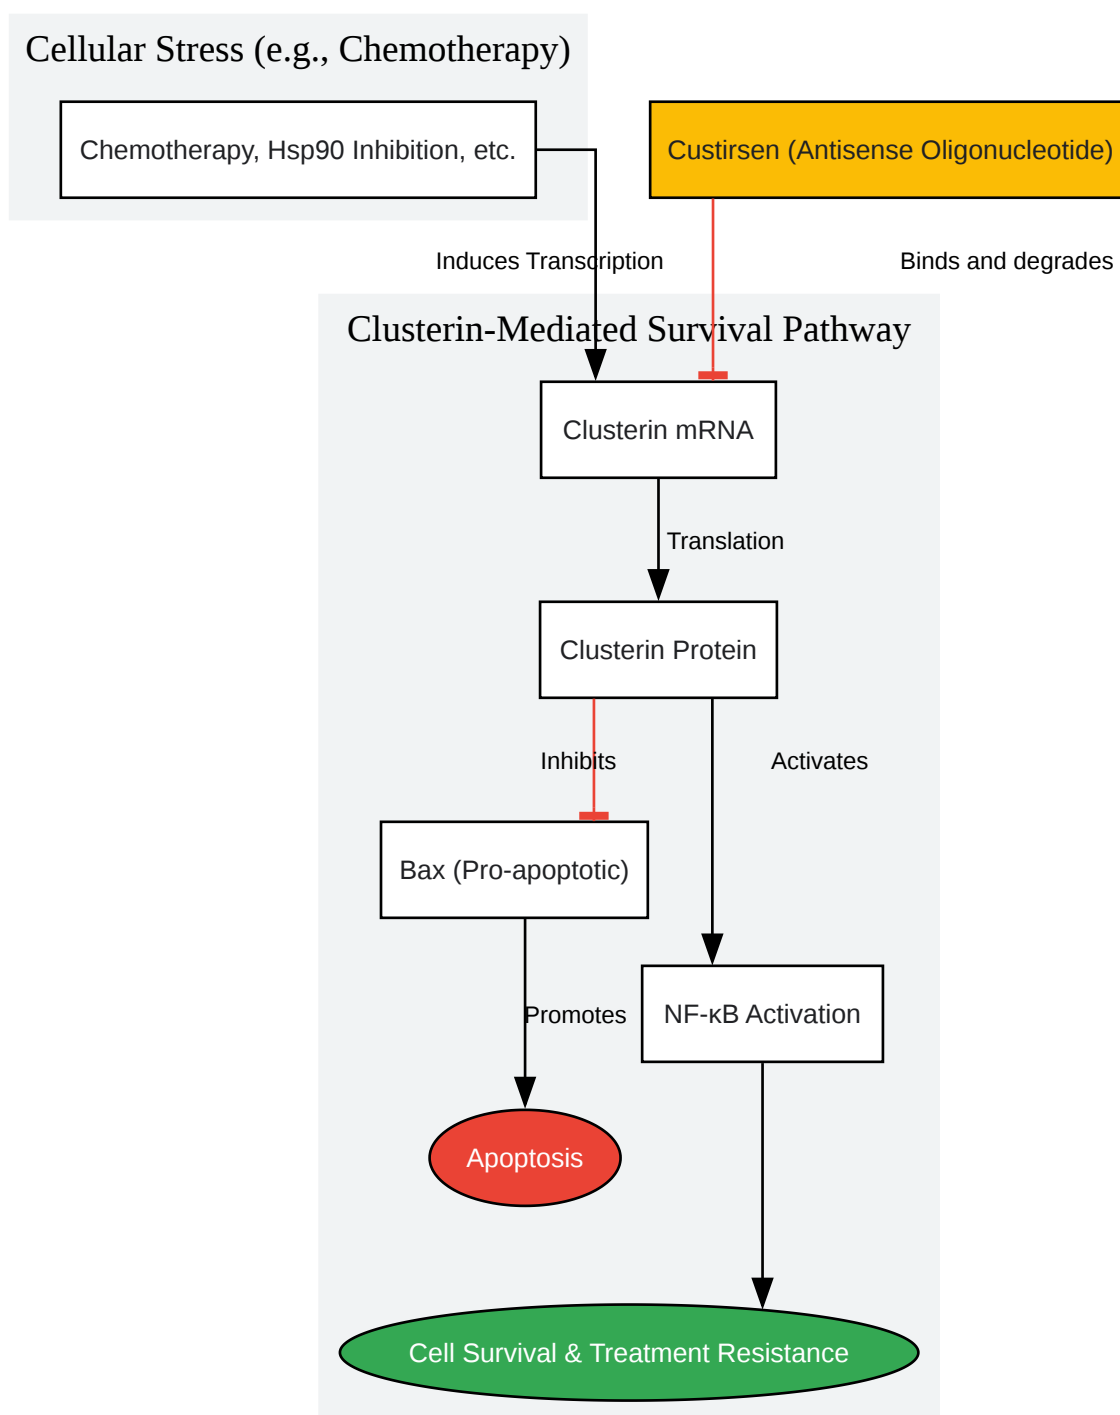 Cellular Stress (e.g., Chemotherapy)
Chemotherapy, Hsp90 Inhibition, etc.
Custirsen (Antisense Oligonucleotide)
Induces Transcription
Binds and degrades
Clusterin-Mediated Survival Pathway
Clusterin mRNA
Translation
Clusterin Protein
Inhibits
Activates
Bax (Pro-apoptotic)
Promotes
NF-κB Activation
Apoptosis
Cell Survival & Treatment Resistance